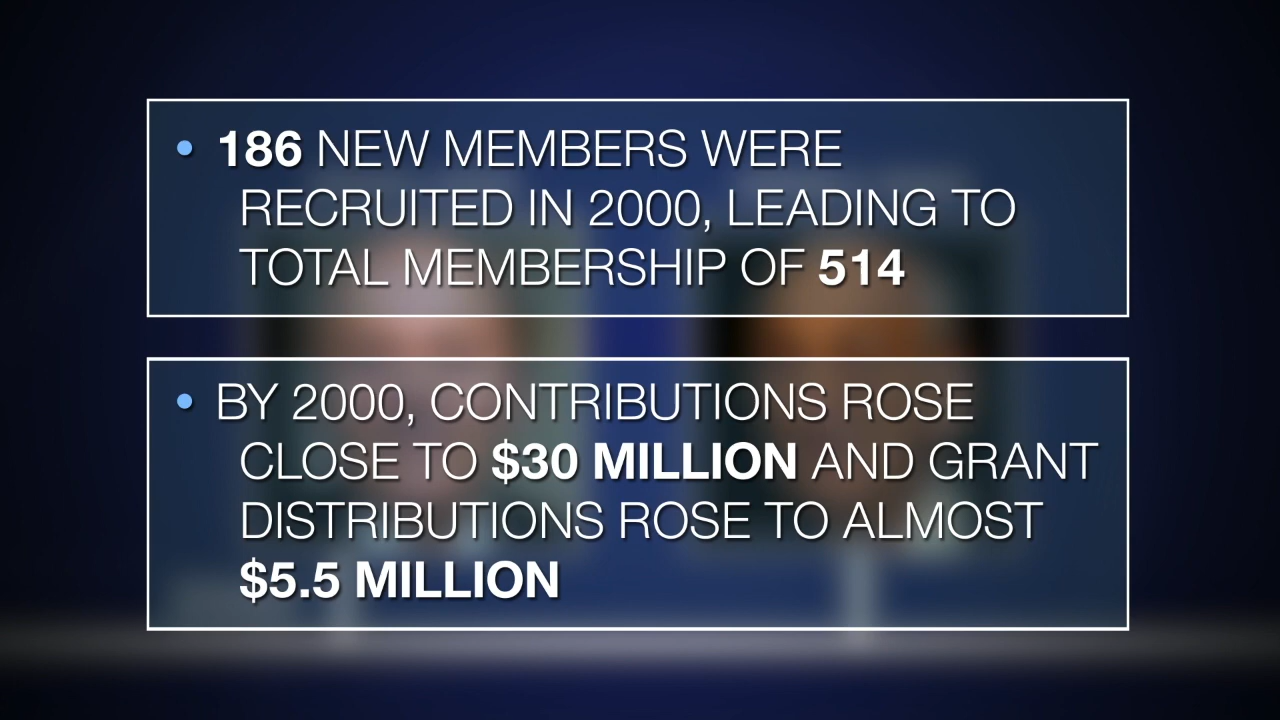 • 186 NEW MEMBERS WERE
RECRUITED IN 2000, LEADING TO
TOTAL MEMBERSHIP OF 514
• BY 2000, CONTRIBUTIONS ROSE
CLOSE TO $30 MILLION AND GRANT
DISTRIBUTIONS ROSE TO ALMOST
$5.5 MILLION